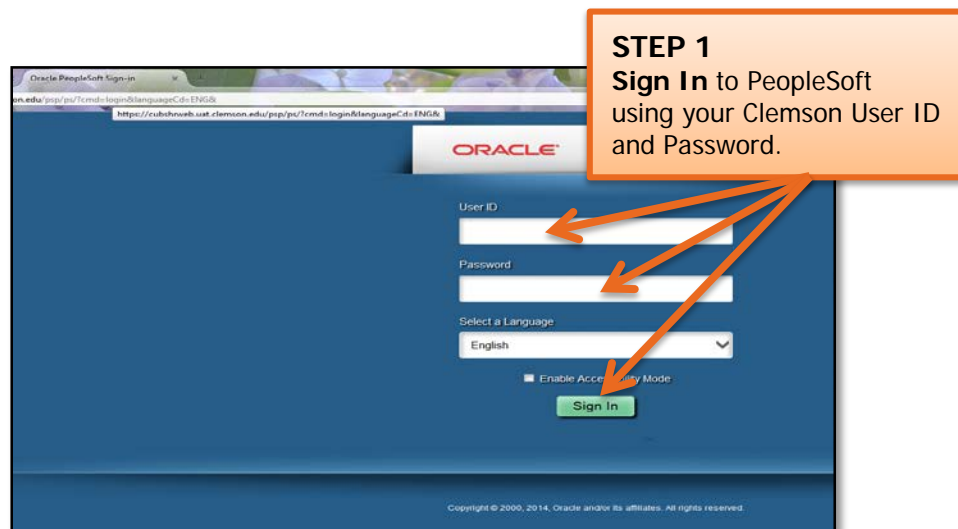 STEP 1
Sign In to PeopleSoft
using your Clemson User ID
and Password.
Oracle PeopleSoft Sign-in
on.edu/psp/ps/?cmd=login&languageCd=ENG&
https://cubshrweb.uat.clemson.edu/psp/ps/?cmd=login&languageCd=ENG&
ORACLE
User ID
Password
Select a Language
English
Enable Accessibility Mode
Sign In
Copyright © 2000, 2014, Oracle and/or its affiliates. All rights reserved.